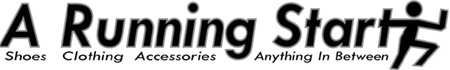 A Running Start
Shoes Clothing Accessories Anything In Between